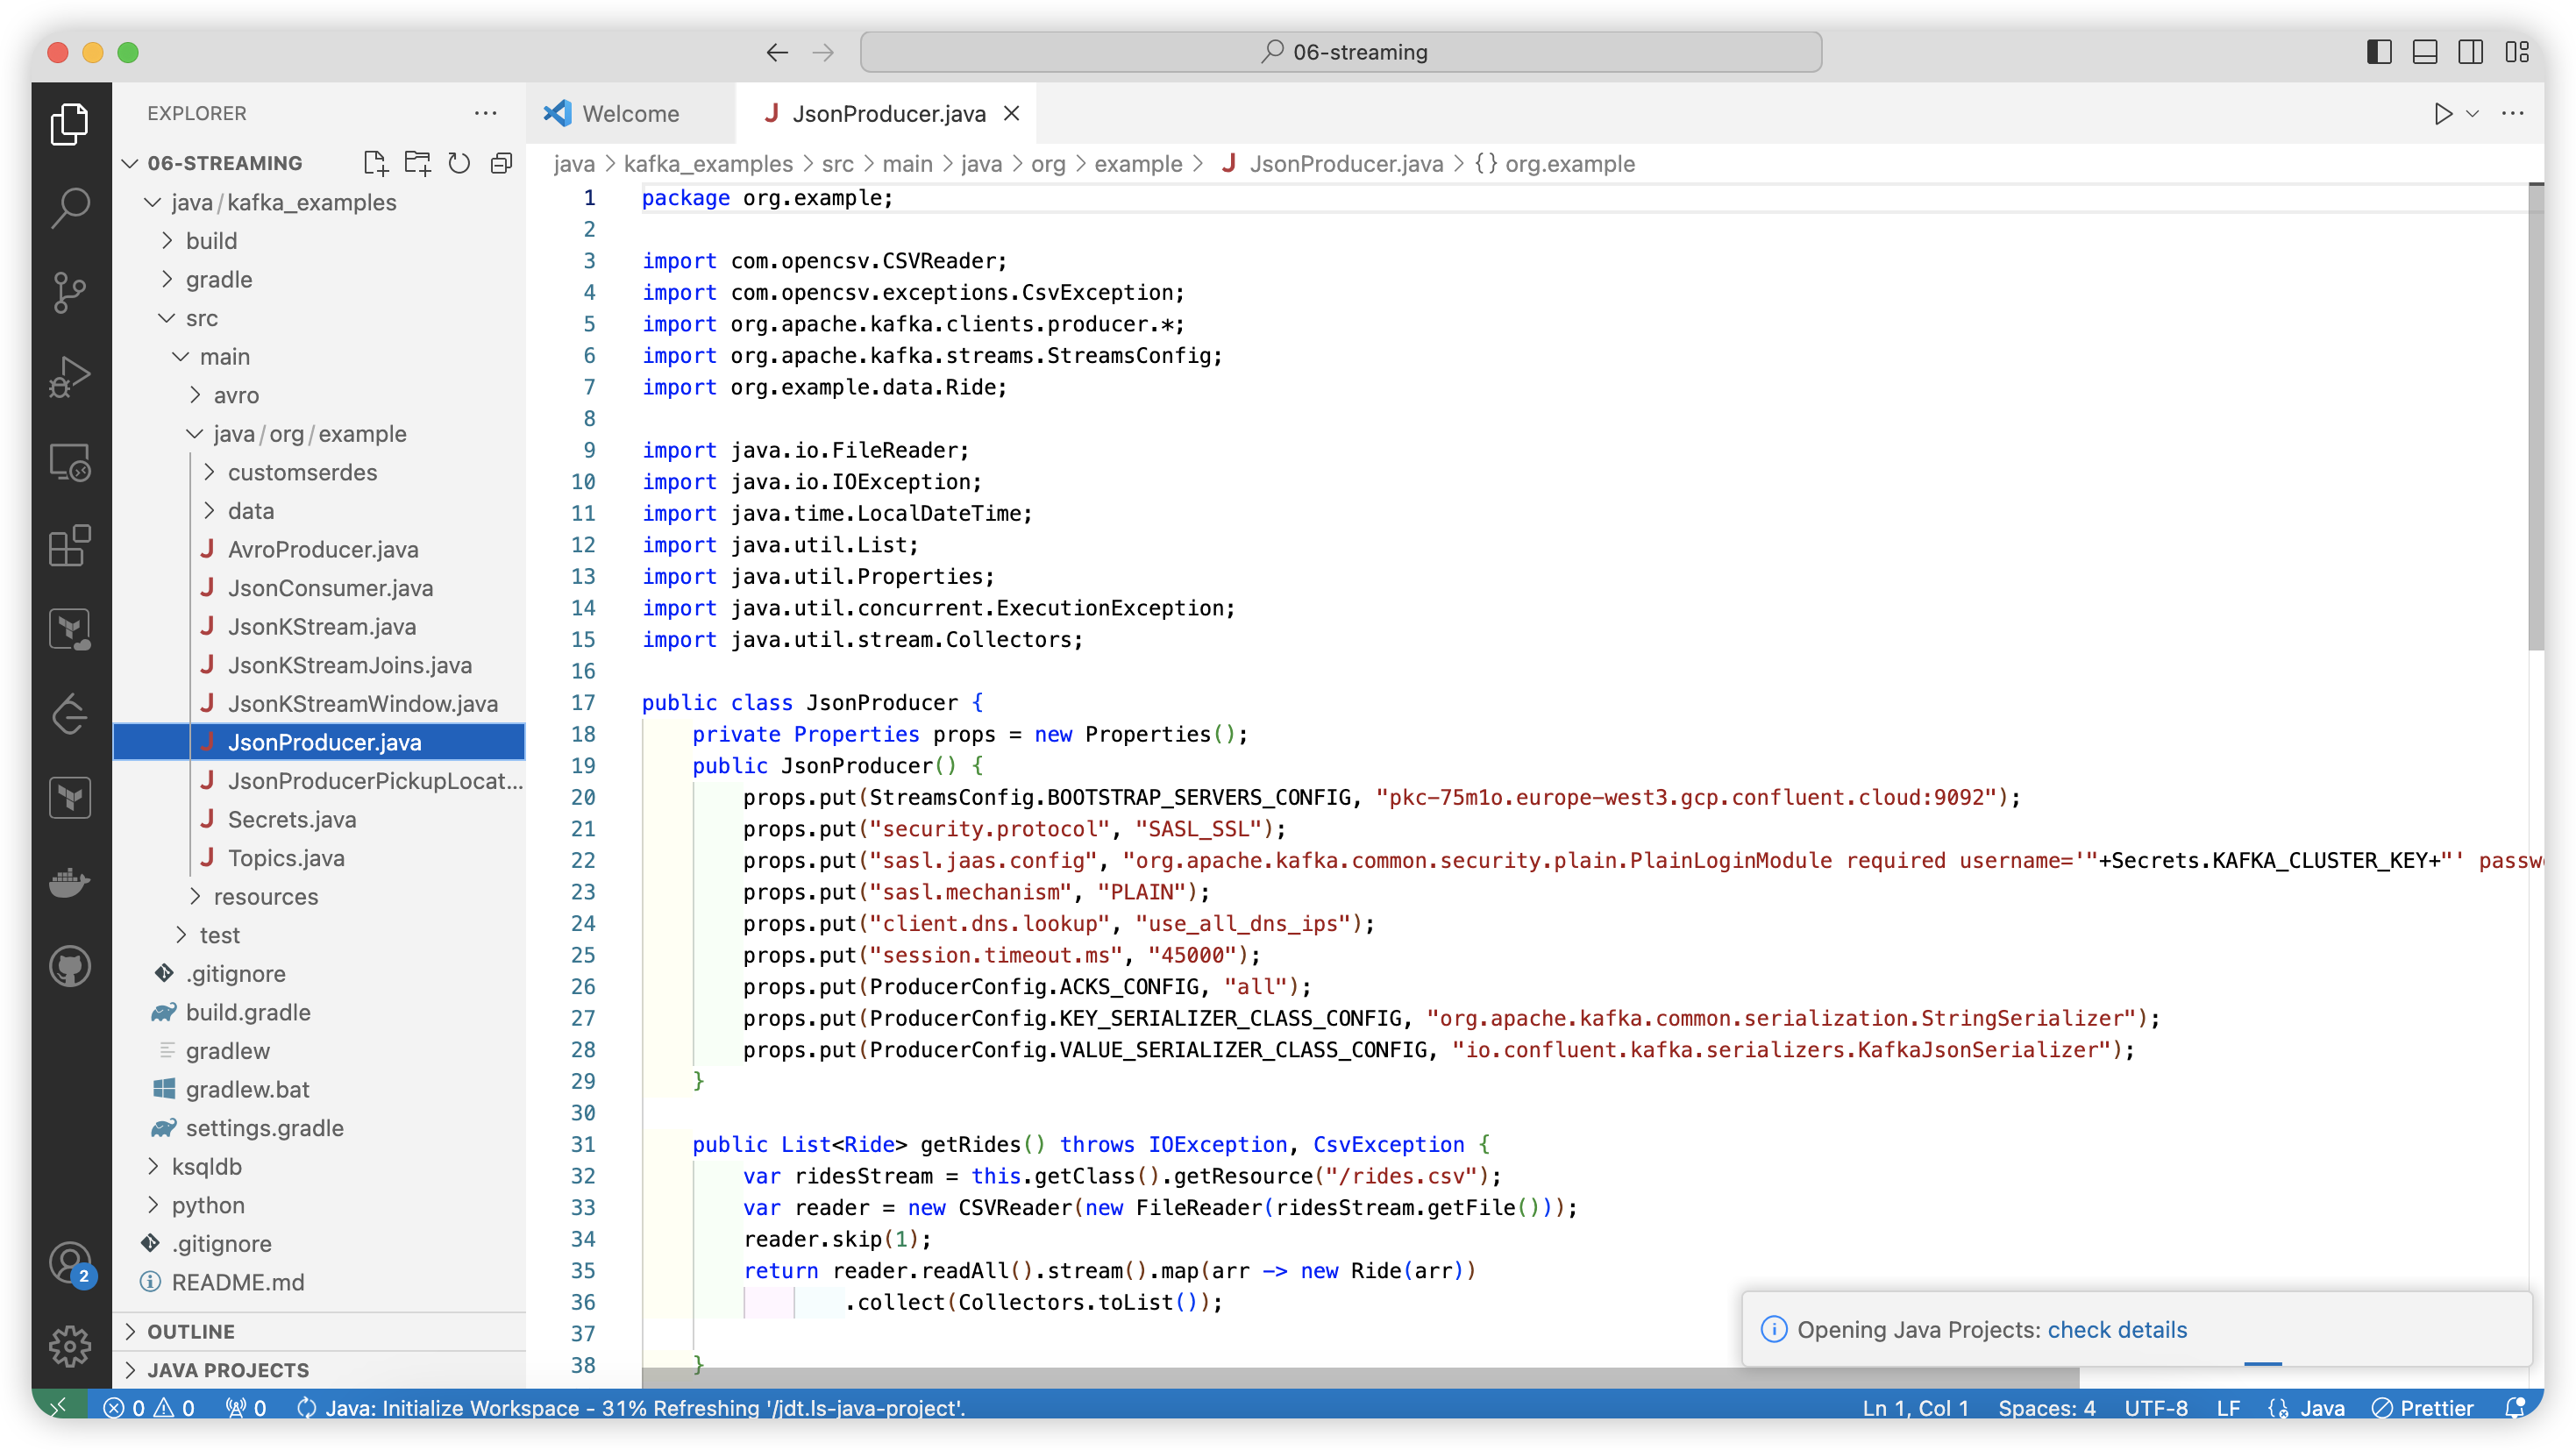 06-streaming
EXPLORER
06-STREAMING
java/kafka_examples
build
gradle
src
main
avro
java/org/example
customserdes
data
AvroProducer.java
JsonConsumer.java
JsonKStream.java
JsonKStreamJoins.java
JsonKStreamWindow.java
JsonProducer.java
JsonProducerPickupLocat...
Secrets.java
Topics.java
resources
test
.gitignore
build.gradle
gradlew
gradlew.bat
settings.gradle
ksqldb
python
.gitignore
README.md
OUTLINE
JAVA PROJECTS
2
Welcome
J JsonProducer.java
java > kafka_examples > src > main > java > org > example > J JsonProducer.java > {} org.example
1 package org.example;
2
3 import com.opencsv.CSVReader;
4 import com.opencsv.exceptions.CsvException;
5 import org.apache.kafka.clients.producer.*;
6 import org.apache.kafka.streams.StreamsConfig;
7 import org.example.data.Ride;
8
9 import java.io.FileReader;
10 import java.io.IOException;
11 import java.time.LocalDateTime;
12 import java.util.List;
13 import java.util.Properties;
14 import java.util.concurrent.ExecutionException;
15 import java.util.stream.Collectors;
16
17 public class JsonProducer {
18 private Properties props = new Properties();
19 public JsonProducer() {
20 props.put(StreamsConfig.BOOTSTRAP_SERVERS_CONFIG, "pkc-75m1o.europe-west3.gcp.confluent.cloud:9092");
21 props.put("security.protocol", "SASL_SSL");
22 props.put("sasl.jaas.config", "org.apache.kafka.common.security.plain.PlainLoginModule required username='"+Secrets.KAFKA_CLUSTER_KEY+"' passw
23 props.put("sasl.mechanism", "PLAIN");
24 props.put("client.dns.lookup", "use_all_dns_ips");
25 props.put("session.timeout.ms", "45000");
26 props.put(ProducerConfig.ACKS_CONFIG, "all");
27 props.put(ProducerConfig.KEY_SERIALIZER_CLASS_CONFIG, "org.apache.kafka.common.serialization.StringSerializer");
28 props.put(ProducerConfig.VALUE_SERIALIZER_CLASS_CONFIG, "io.confluent.kafka.serializers.KafkaJsonSerializer");
29 }
30
31 public List<Ride> getRides() throws IOException, CsvException {
32 var ridesStream = this.getClass().getResource("/rides.csv");
33 var reader = new CSVReader(new FileReader(ridesStream.getFile()));
34 reader.skip(1);
35 return reader.readAll().stream().map(arr -> new Ride(arr))
36 .collect(Collectors.toList());
37
38 }
Opening Java Projects: check details
0 0 0 Java: Initialize Workspace - 31% Refreshing '/jdt.ls-java-project'.
Ln 1, Col 1 Spaces: 4 UTF-8 LF Java Prettier